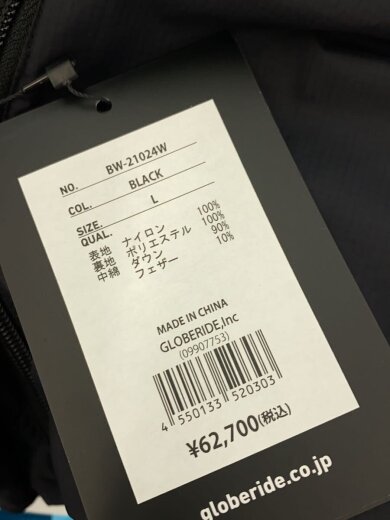 NO. BW-21024W
COL. BLACK
SIZE. L
QUAL.
表地 ナイロン 100%
裏地 ポリエステル 100%
中綿 ダウン 90%
フェザー 10%
MADE IN CHINA
GLOBERIDE,Inc
(09907753)
4 550133 520303
¥62,700(税込)
globeride.co.jp